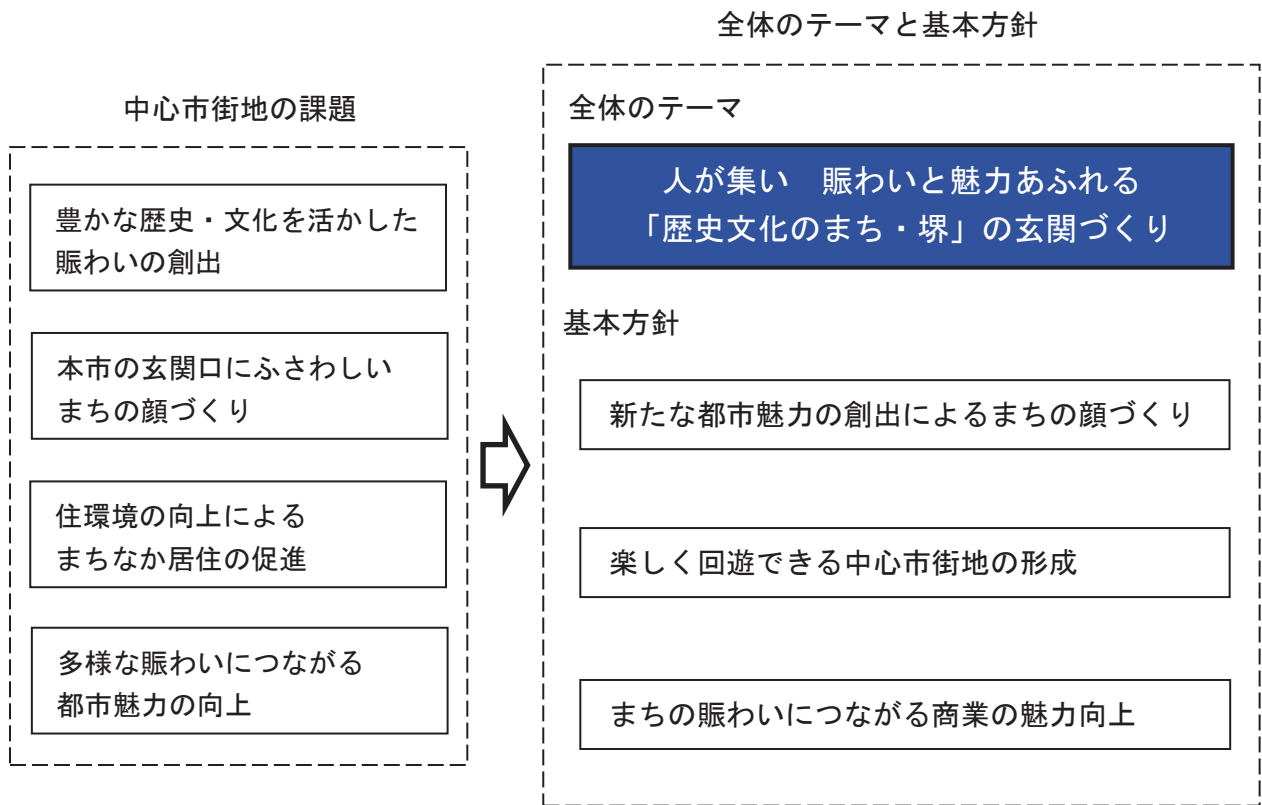 全体のテーマと基本方針
中心市街地の課題
豊かな歴史・文化を活かした
賑わいの創出
本市の玄関口にふさわしい
まちの顔づくり
住環境の向上による
まちなか居住の促進
多様な賑わいにつながる
都市魅力の向上
全体のテーマ
人が集い　賑わいと魅力あふれる
「歴史文化のまち・堺」の玄関づくり
基本方針
新たな都市魅力の創出によるまちの顔づくり
楽しく回遊できる中心市街地の形成
まちの賑わいにつながる商業の魅力向上